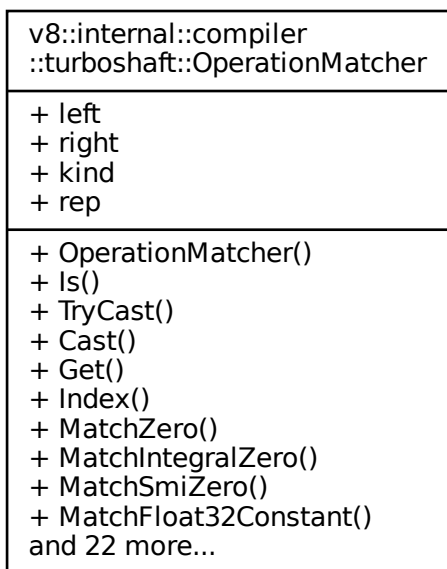 v8::internal::compiler
::turboshaft::OperationMatcher
+ left
+ right
+ kind
+ rep
+ OperationMatcher()
+ Is()
+ TryCast()
+ Cast()
+ Get()
+ Index()
+ MatchZero()
+ MatchIntegralZero()
+ MatchSmiZero()
+ MatchFloat32Constant()
and 22 more...